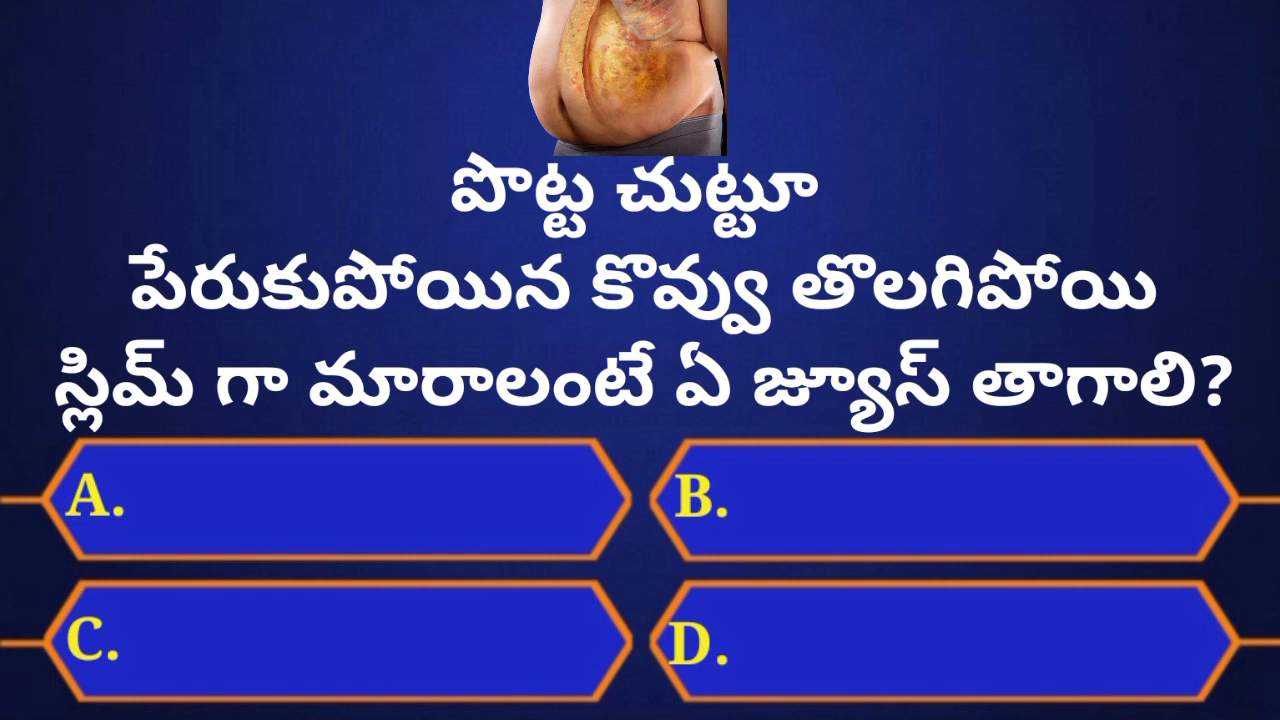 పొట్ట చుట్టూ
పేరుకుపోయిన కొవ్వు తొలగిపోయి
స్లిమ్ గా మారాలంటే ఏ జ్యూస్ తాగాలి?
A.
B.
C.
D.